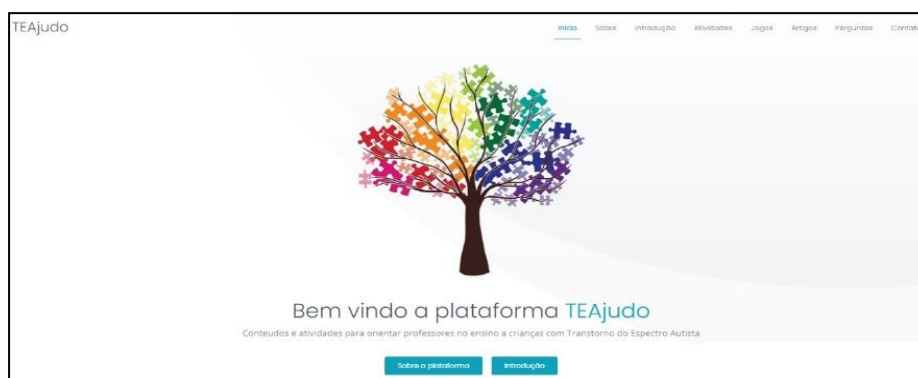 TEAjudo
Início Sobre Introdução Atividades Jogos Artigos Perguntas Contato
Bem vindo a plataforma TEAjudo
Conteudos e atividades para orientar professores no ensino a crianças com Transtorno do Espectro Autista
Sobre a plataforma Introdução